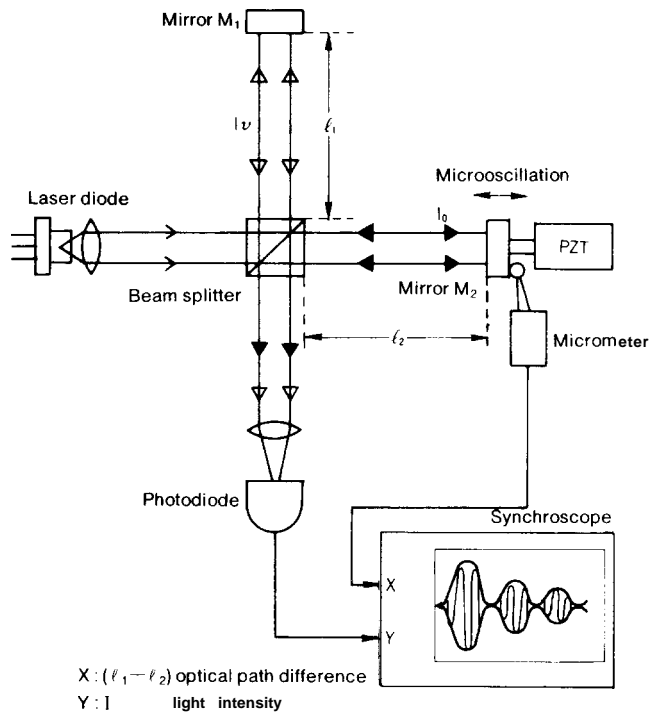 Mirror M₁
Iv
ℓ₁
Microoscillation
Laser diode
I₀
PZT
Beam splitter
Mirror M₂
ℓ₂
Micrometer
Photodiode
Synchroscope
X
Y
X : (ℓ₁−ℓ₂) optical path difference
Y : I light intensity